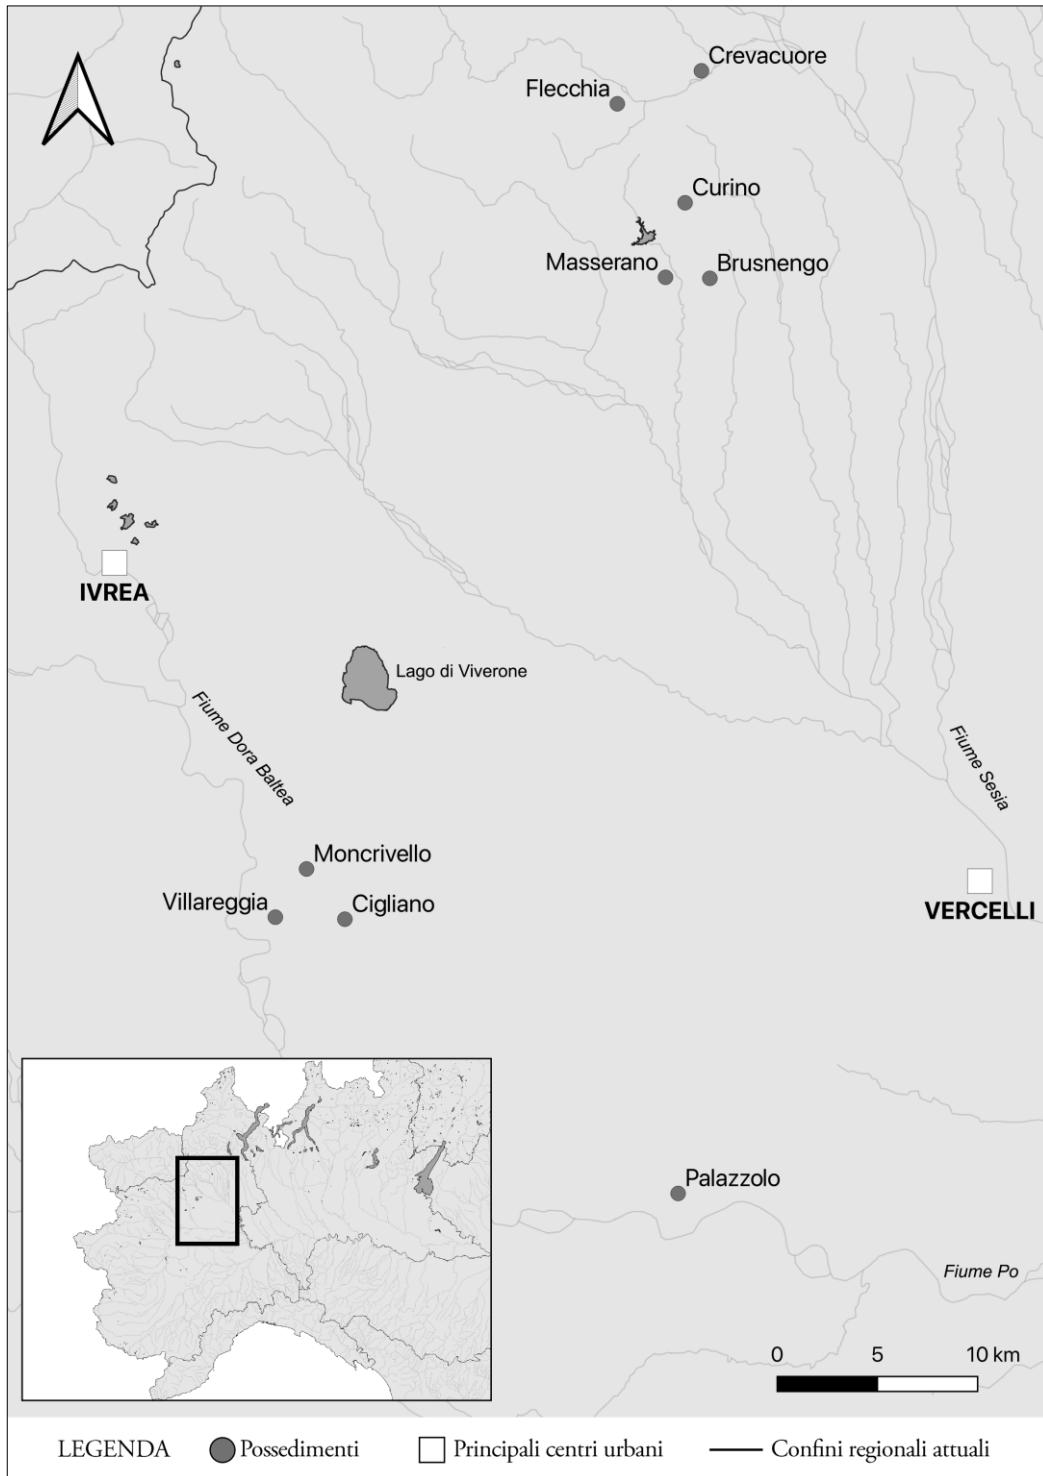 Crevacuore
Flecchia
Curino
Masserano
Brusnengo
IVREA
Lago di Viverone
Fiume Dora Baltea
Fiume Sesia
Moncrivello
Villareggia
Cigliano
VERCELLI
Palazzolo
Fiume Po
0 5 10 km
LEGENDA Possedimenti Principali centri urbani Confini regionali attuali